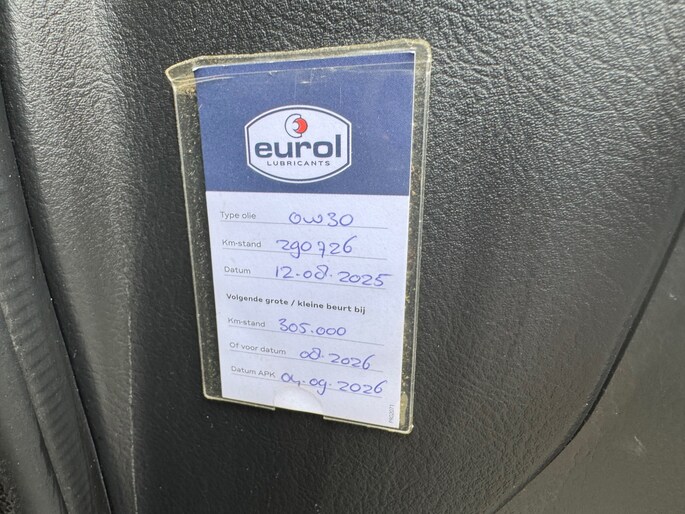 eurol
LUBRICANTS
Type olie 0W30
Km-stand 290726
Datum 12-08-2025
Volgende grote / kleine beurt bij
Km-stand 305.000
Of voor datum 08-2026
Datum APK 04-09-2026